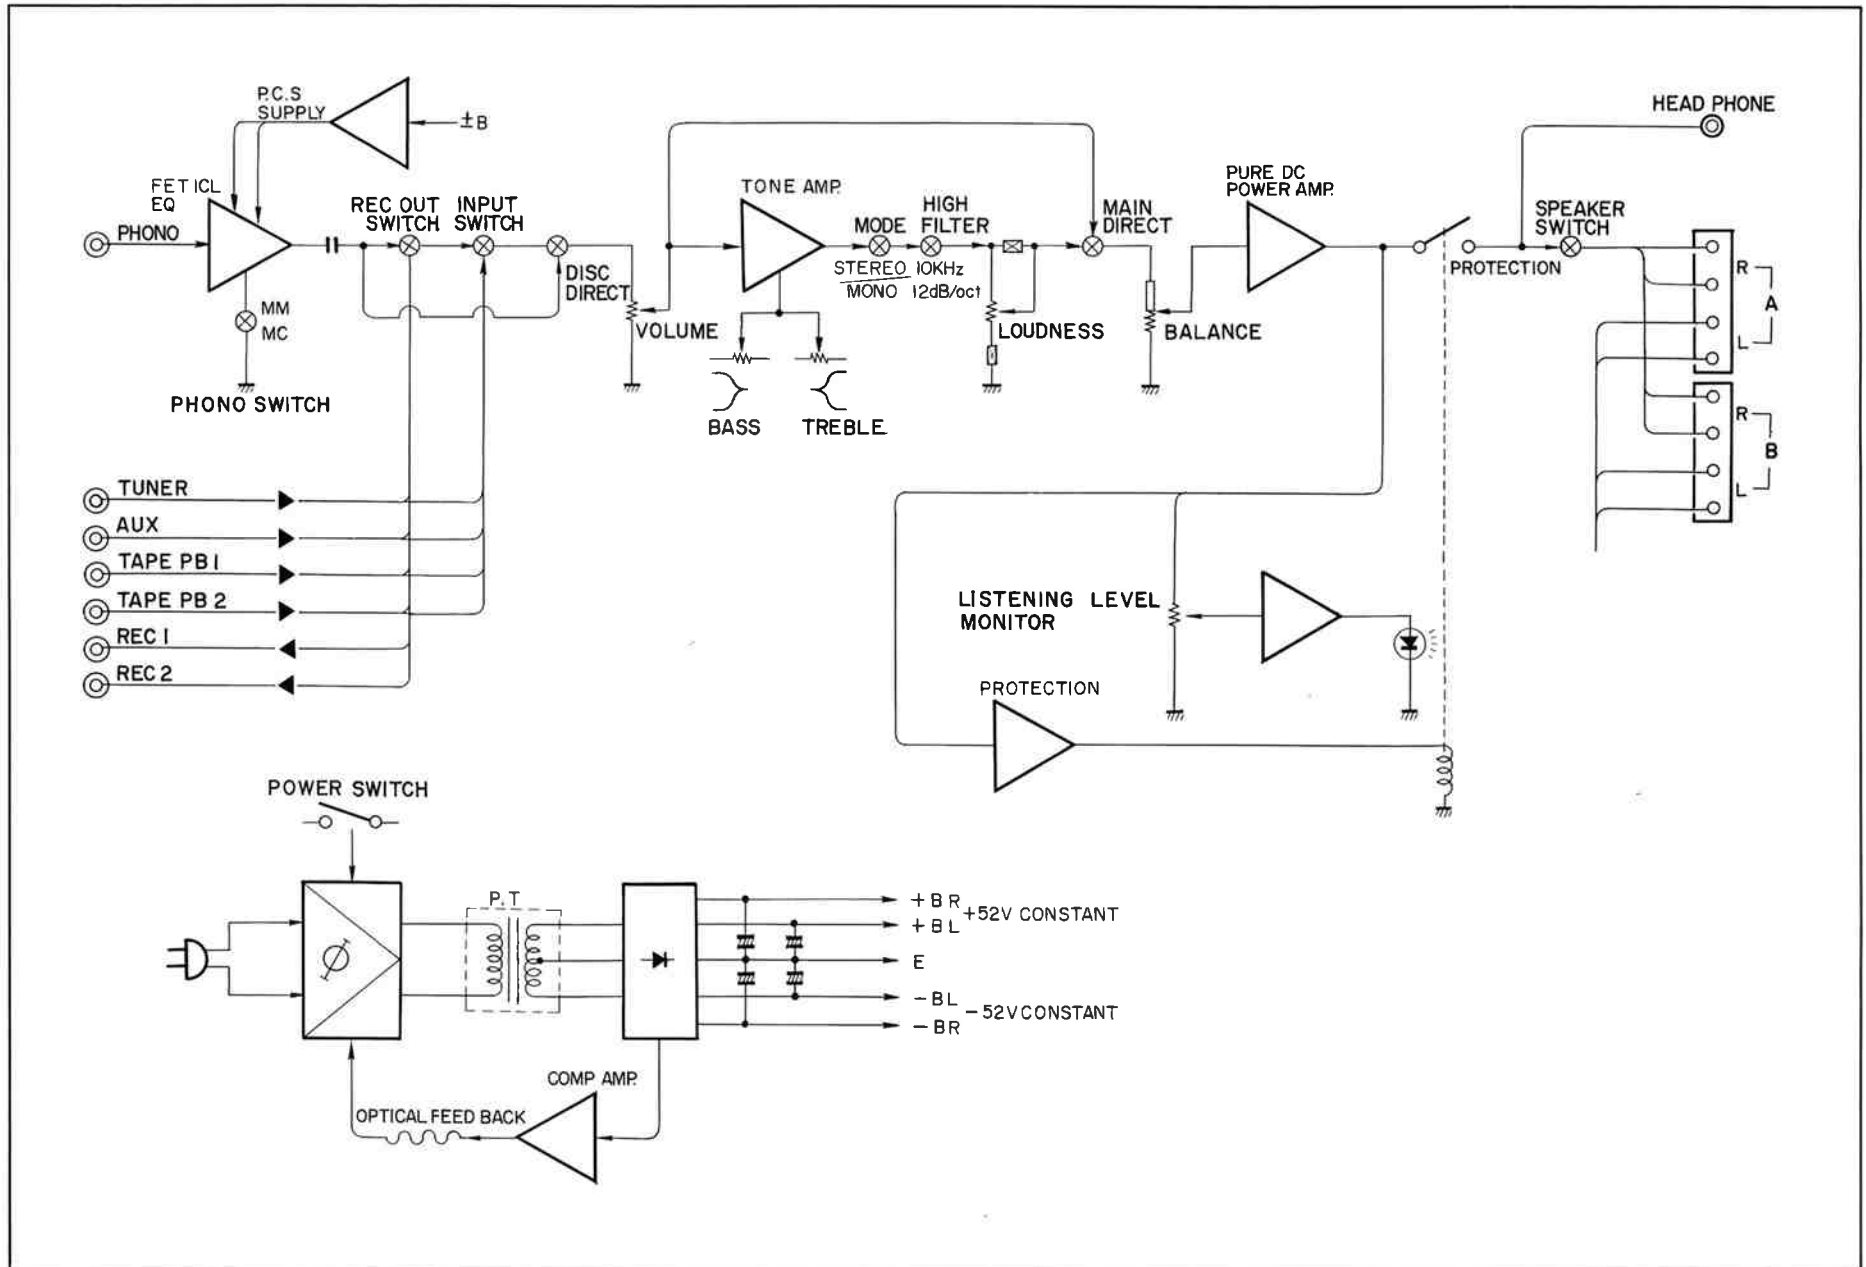 P.C.S
SUPPLY
±B
HEAD PHONE
FET ICL
EQ
PHONO
REC OUT
SWITCH
INPUT
SWITCH
DISC
DIRECT
MM
MC
PHONO SWITCH
VOLUME
TONE AMP.
BASS
TREBLE
MODE
STEREO
MONO
HIGH
FILTER
10KHz
12dB/oct
LOUDNESS
MAIN
DIRECT
BALANCE
PURE DC
POWER AMP.
PROTECTION
SPEAKER
SWITCH
R
A
L
R
B
L
TUNER
AUX
TAPE PB 1
TAPE PB 2
REC 1
REC 2
LISTENING LEVEL
MONITOR
PROTECTION
POWER SWITCH
P.T
+BR
+BL
+52V CONSTANT
E
-BL
-BR
-52V CONSTANT
COMP AMP.
OPTICAL FEED BACK